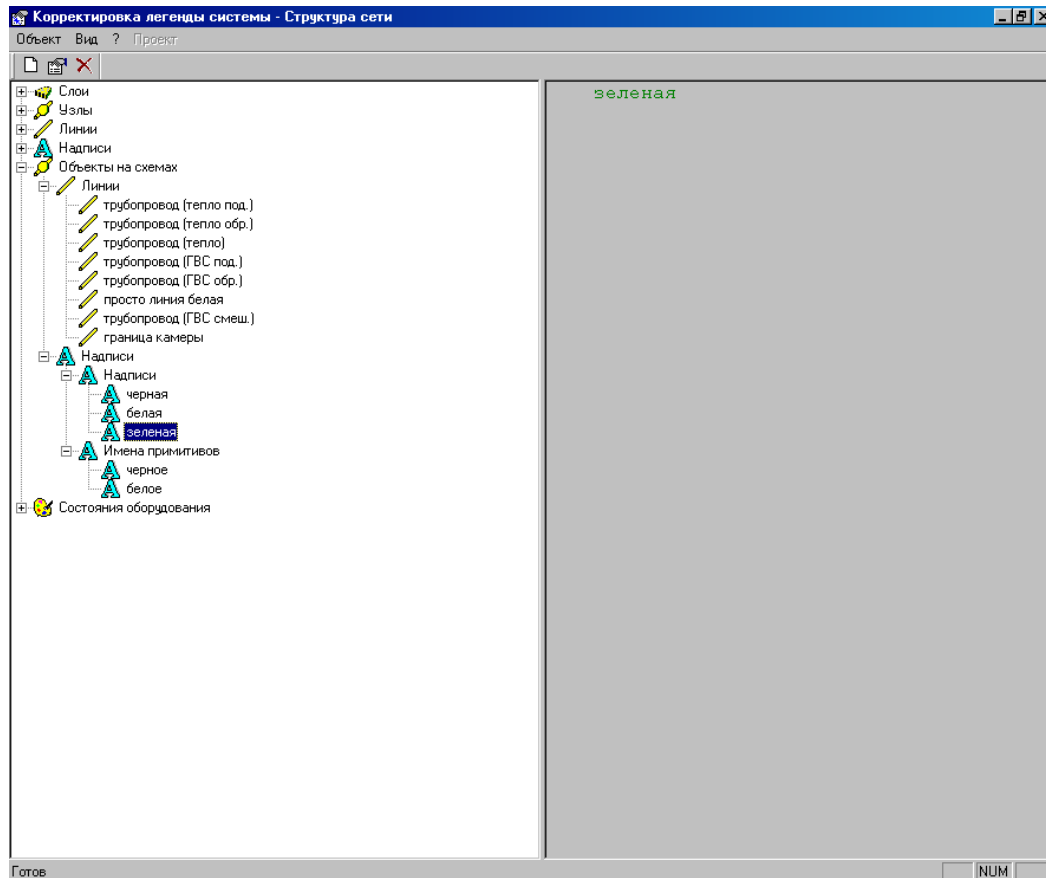 Корректировка легенды системы - Структура сети
Объект Вид ? Проект
Слои
Узлы
Линии
Надписи
Объекты на схемах
Линии
трубопровод (тепло под.)
трубопровод (тепло обр.)
трубопровод (тепло)
трубопровод (ГВС под.)
трубопровод (ГВС обр.)
просто линия белая
трубопровод (ГВС смеш.)
граница камеры
Надписи
Надписи
черная
белая
зеленая
Имена примитивов
черное
белое
Состояния оборудования
зеленая
Готов
NUM